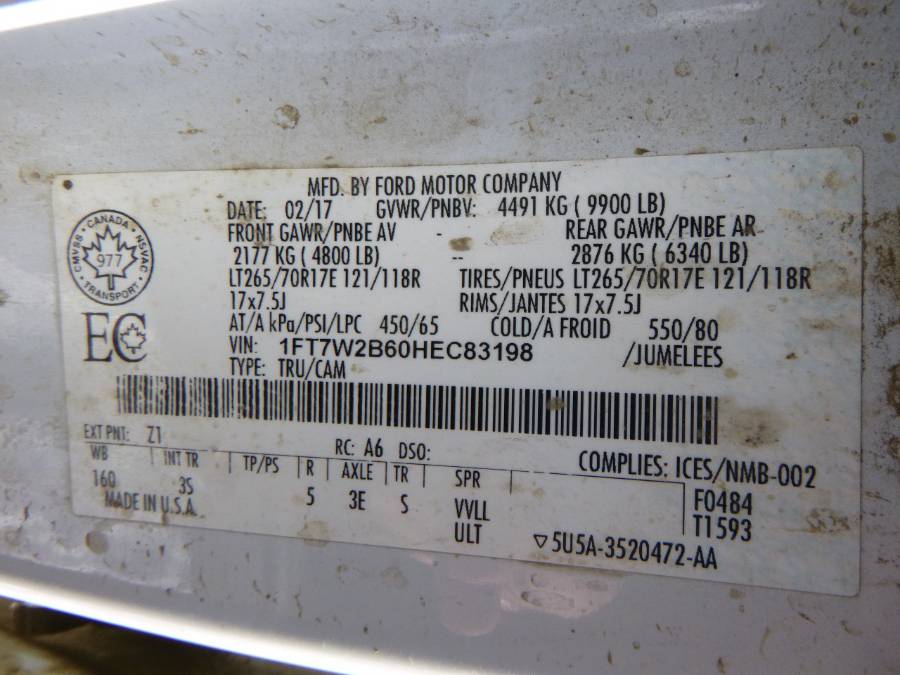 MFD. BY FORD MOTOR COMPANY
DATE: 02/17 GVWR/PNBV: 4491 KG ( 9900 LB)
FRONT GAWR/PNBE AV - REAR GAWR/PNBE AR
2177 KG ( 4800 LB) -- 2876 KG ( 6340 LB)
LT265/70R17E 121/118R TIRES/PNEUS LT265/70R17E 121/118R
17x7.5J RIMS/JANTES 17x7.5J
AT/A kPa/PSI/LPC 450/65 COLD/A FROID 550/80
VIN: 1FT7W2B60HEC83198 /JUMELEES
TYPE: TRU/CAM
CANADA
CMVSS NSVAC
977
TRANSPORT
EC
EXT PNT: Z1 RC: A6 DSO:
WB INT TR TP/PS R AXLE TR SPR COMPLIES: ICES/NMB-002
160 3S 5 3E S VVLL F0484
MADE IN U.S.A. ULT T1593
▽5U5A-3520472-AA